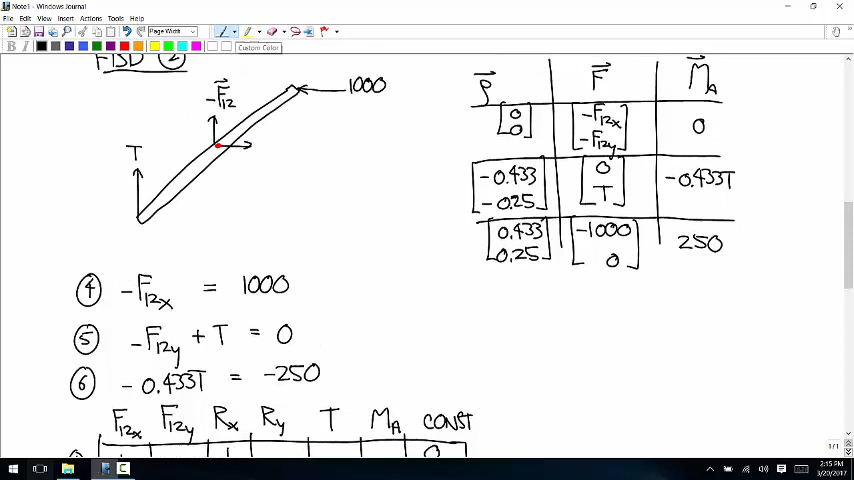 Note1 - Windows Journal
File Edit View Insert Actions Tools Help
Page Width
B I
Custom Color
FBD ②
-F⃗12
1000
T
ρ⃗ F⃗ M⃗A
[0 0] [-F12x -F12y] 0
[-0.433 -0.25] [0 T] -0.433T
[0.433 0.25] [-1000 0] 250
④ -F12x = 1000
⑤ -F12y + T = 0
⑥ -0.433T = -250
F12x F12y Rx Ry T MA CONST
1/1
2:15 PM
3/20/2017